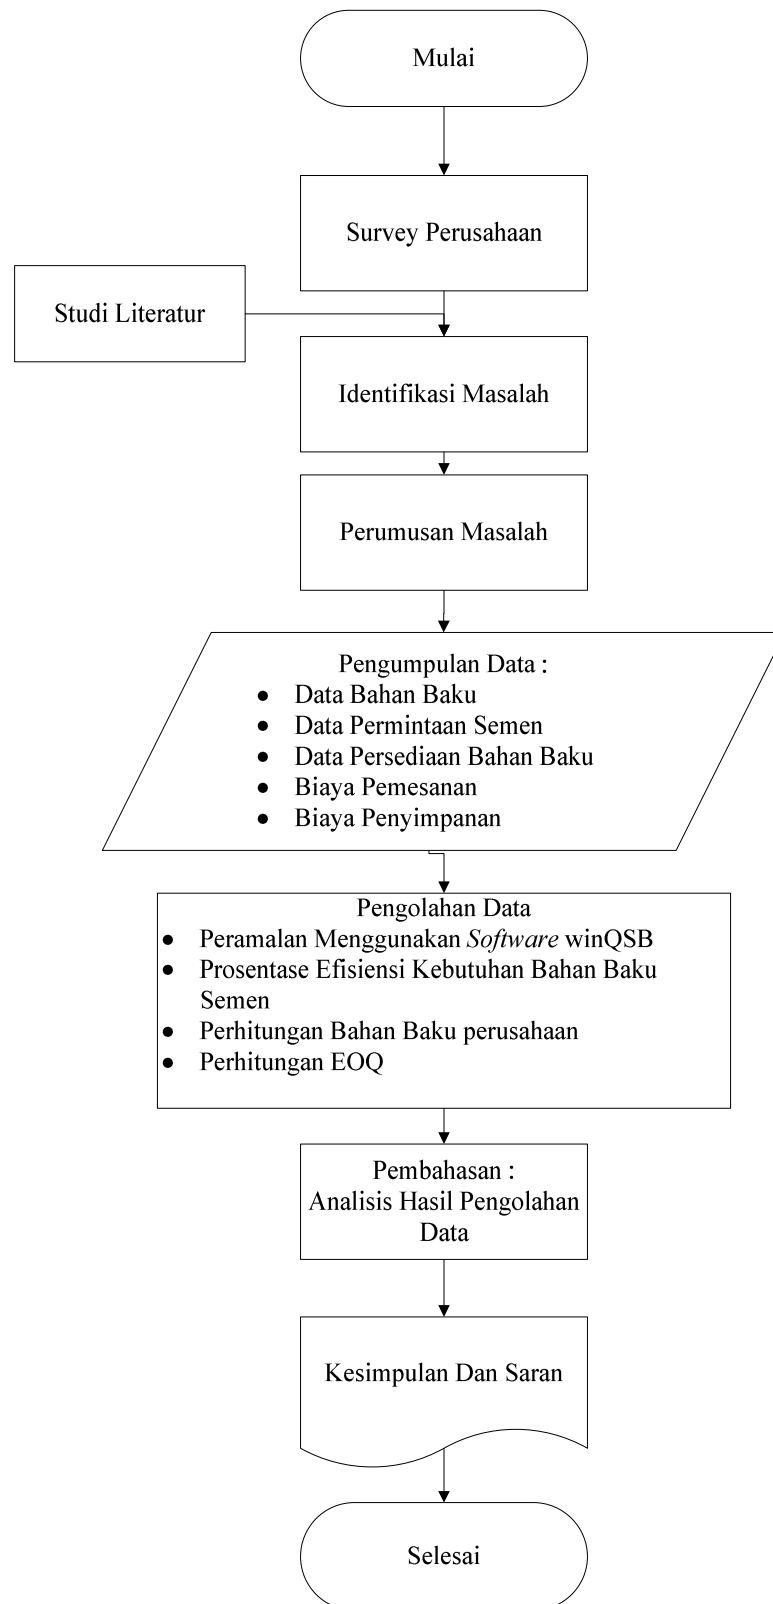 Mulai
Survey Perusahaan
Studi Literatur
Identifikasi Masalah
Perumusan Masalah
Pengumpulan Data :
● Data Bahan Baku
● Data Permintaan Semen
● Data Persediaan Bahan Baku
● Biaya Pemesanan
● Biaya Penyimpanan
Pengolahan Data
● Peramalan Menggunakan Software winQSB
● Prosentase Efisiensi Kebutuhan Bahan Baku
Semen
● Perhitungan Bahan Baku perusahaan
● Perhitungan EOQ
Pembahasan :
Analisis Hasil Pengolahan
Data
Kesimpulan Dan Saran
Selesai